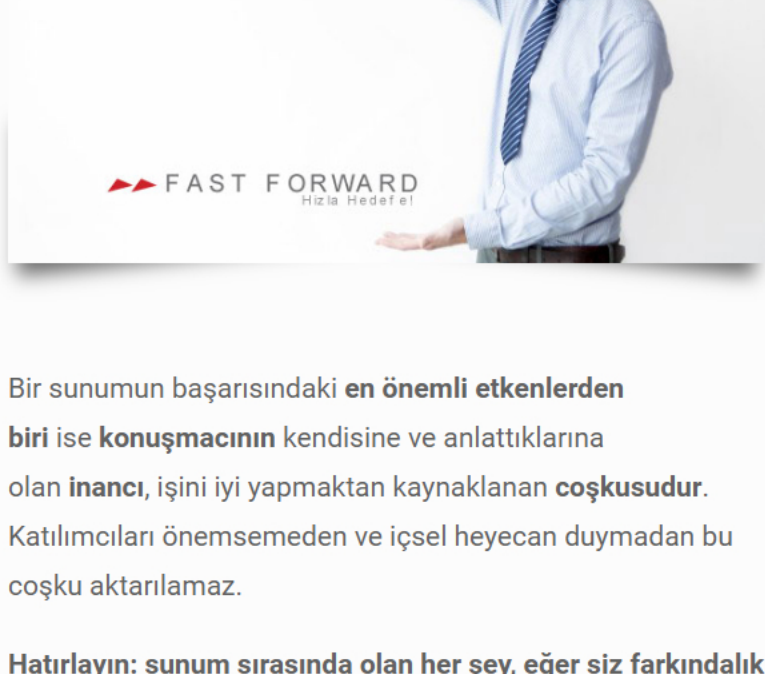 FAST FORWARD
Hızla Hedefe!
Bir sunumun başarısındaki en önemli etkenlerden
biri ise konuşmacının kendisine ve anlattıklarına
olan inancı, işini iyi yapmaktan kaynaklanan coşkusudur.
Katılımcıları önemsemeden ve içsel heyecan duymadan bu
coşku aktarılamaz.
Hatırlayın: sunum sırasında olan her şey, eğer siz farkındalık